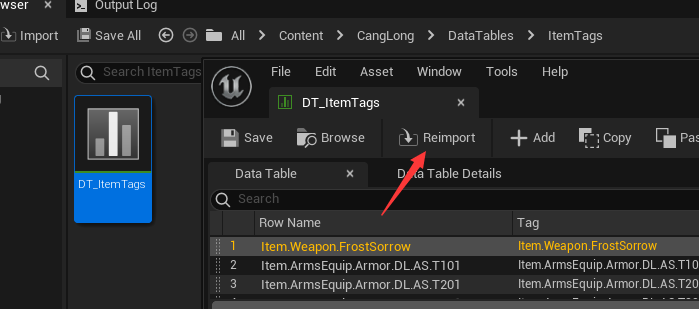 wser
Output Log
Import
Save All
All
Content
CangLong
DataTables
ItemTags
Search ItemTags
File
Edit
Asset
Window
Tools
Help
DT_ItemTags
Save
Browse
Reimport
Add
Copy
Pas
DT_ItemTags
Data Table
Data Table Details
Search
Row Name
Tag
1 Item.Weapon.FrostSorrow Item.Weapon.FrostSorrow
2 Item.ArmsEquip.Armor.DL.AS.T101 Item.ArmsEquip.Armor.DL.AS.T10
3 Item.ArmsEquip.Armor.DL.AS.T201 Item.ArmsEquip.Armor.DL.AS.T20